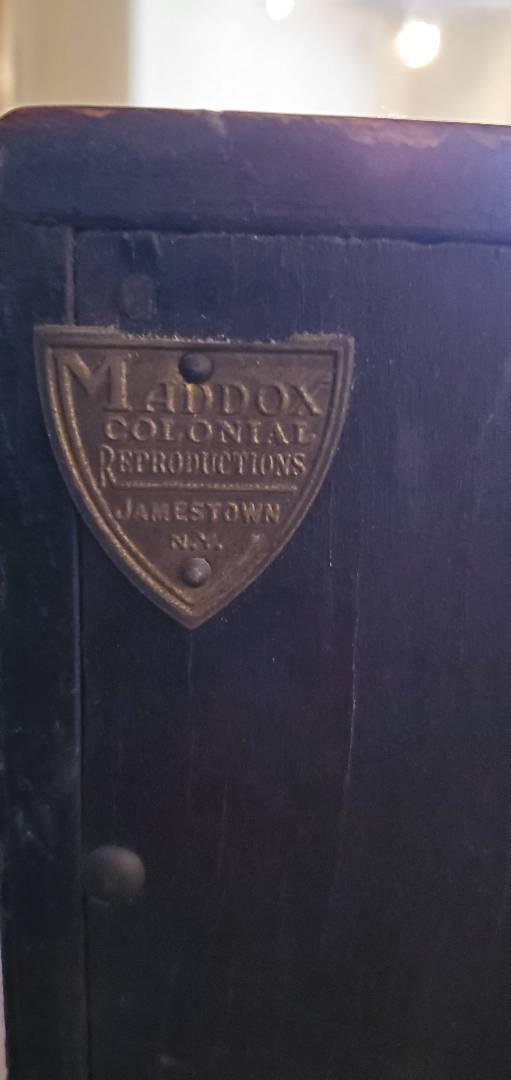 MADDOX
COLONIAL
REPRODUCTIONS
JAMESTOWN
N.Y.